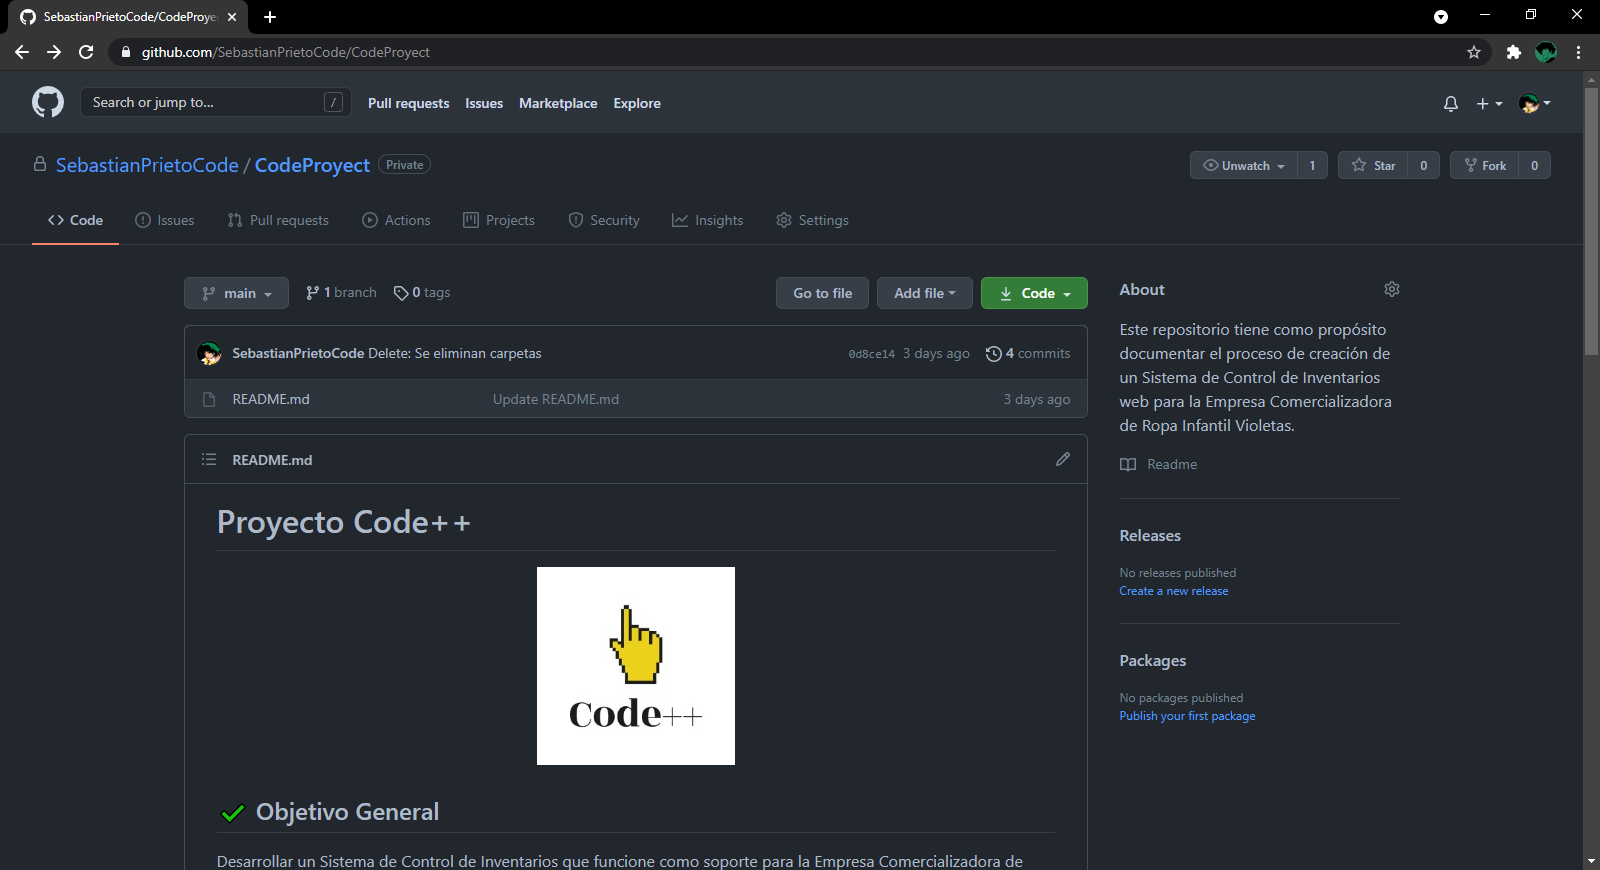 SebastianPrietoCode/CodeProye
github.com/SebastianPrietoCode/CodeProyect
Search or jump to... /
Pull requests Issues Marketplace Explore
SebastianPrietoCode / CodeProyect Private
Unwatch 1 Star 0 Fork 0
Code Issues Pull requests Actions Projects Security Insights Settings
main 1 branch 0 tags Go to file Add file Code
SebastianPrietoCode Delete: Se eliminan carpetas 0d8ce14 3 days ago 4 commits
README.md Update README.md 3 days ago
README.md
Proyecto Code++
Code++
Objetivo General
Desarrollar un Sistema de Control de Inventarios que funcione como soporte para la Empresa Comercializadora de
About
Este repositorio tiene como propósito
documentar el proceso de creación de
un Sistema de Control de Inventarios
web para la Empresa Comercializadora
de Ropa Infantil Violetas.
Readme
Releases
No releases published
Create a new release
Packages
No packages published
Publish your first package